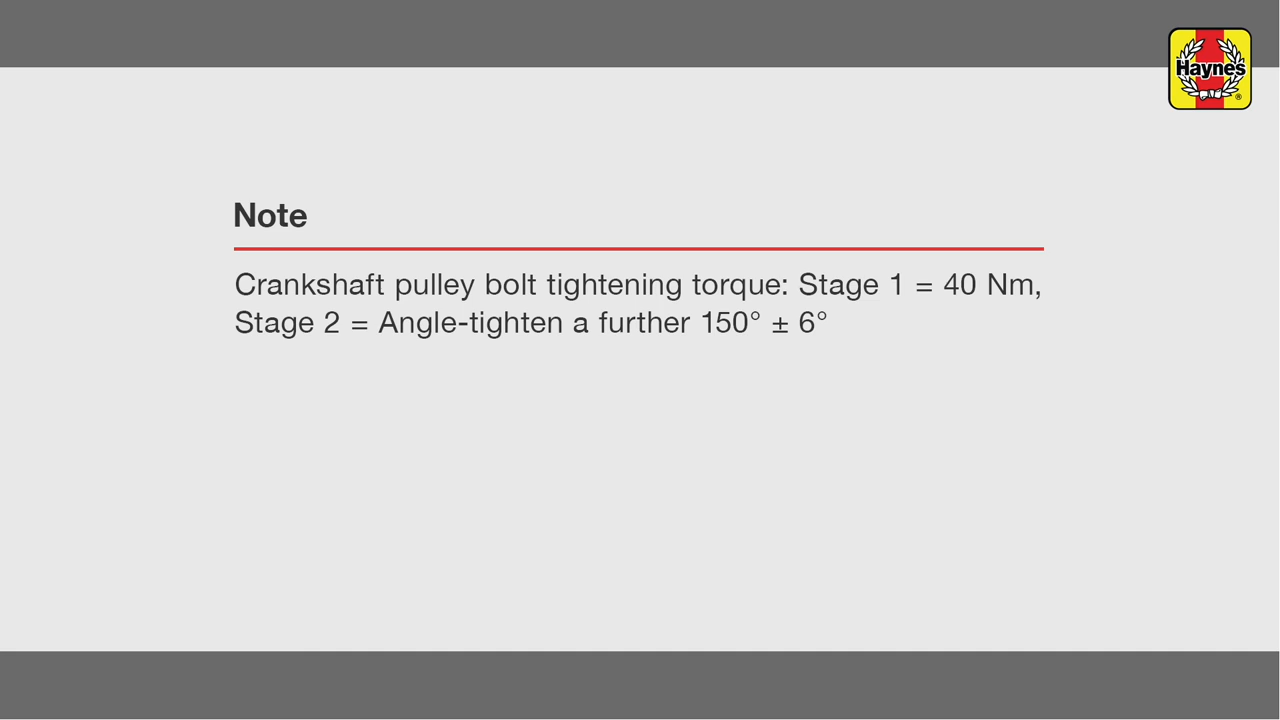 Haynes
®
Note
Crankshaft pulley bolt tightening torque: Stage 1 = 40 Nm,
Stage 2 = Angle-tighten a further 150° ± 6°